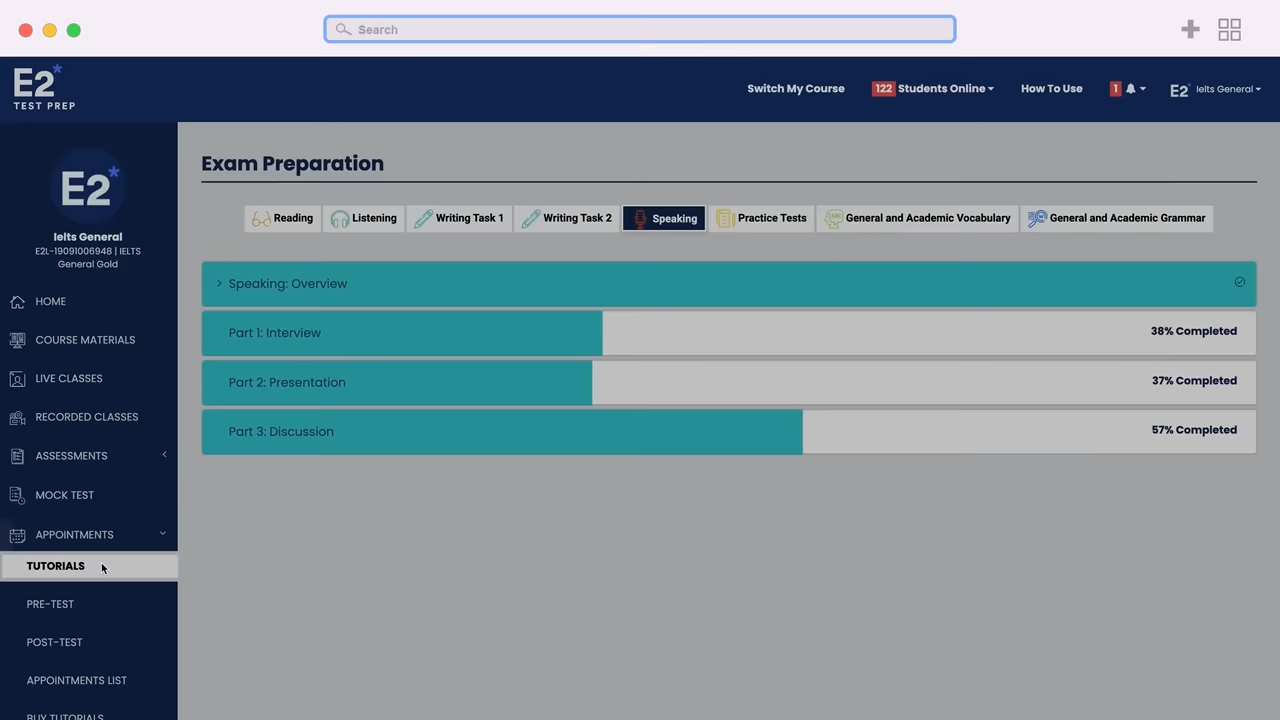 Search
E2*
TEST PREP
Switch My Course
122 Students Online
How To Use
1
E2* Ielts General
E2*
Ielts General
E2L-19091006948 | IELTS
General Gold
HOME
COURSE MATERIALS
LIVE CLASSES
RECORDED CLASSES
ASSESSMENTS
MOCK TEST
APPOINTMENTS
TUTORIALS
PRE-TEST
POST-TEST
APPOINTMENTS LIST
BUY TUTORIALS
Exam Preparation
Reading
Listening
Writing Task 1
Writing Task 2
Speaking
Practice Tests
General and Academic Vocabulary
General and Academic Grammar
Speaking: Overview
Part 1: Interview
38% Completed
Part 2: Presentation
37% Completed
Part 3: Discussion
57% Completed